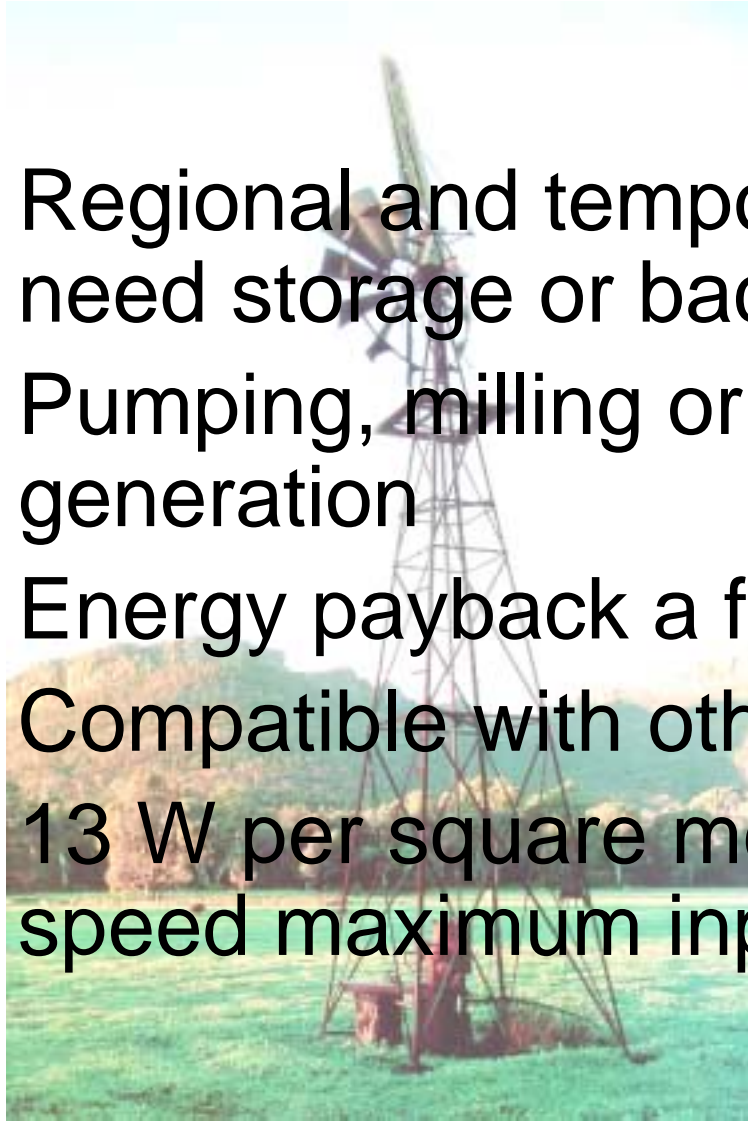 Regional and tempo
need storage or bac
Pumping, milling or
generation
Energy payback a f
Compatible with oth
13 W per square me
speed maximum inp